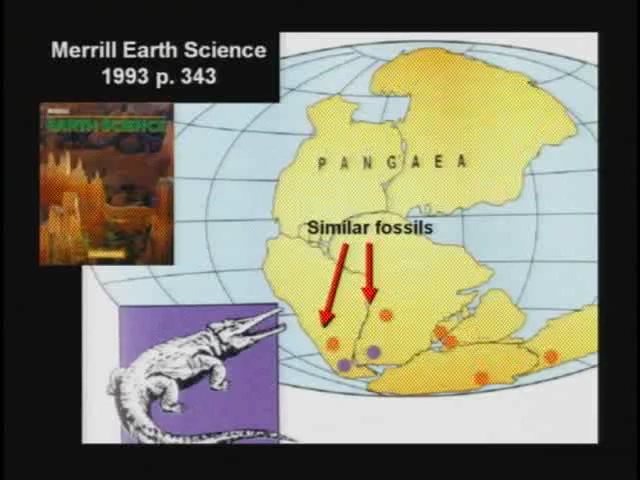 Merrill Earth Science
1993 p. 343
EARTH SCIENCE
PANGAEA
Similar fossils